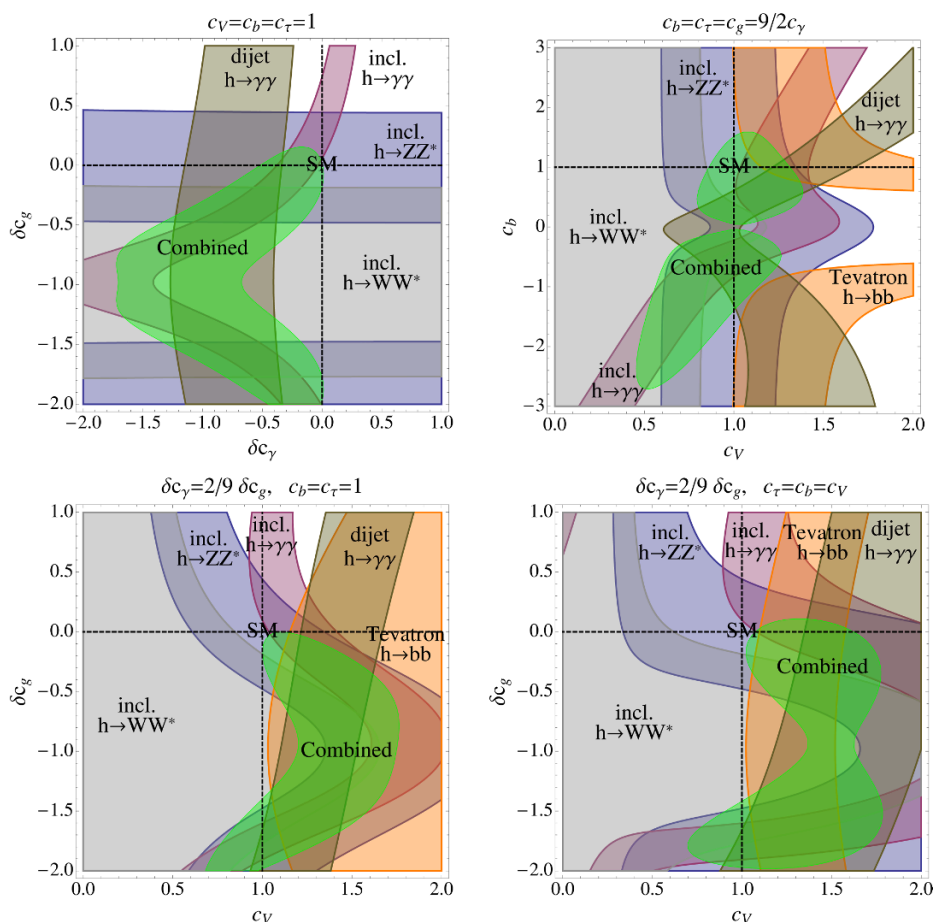 c_V=c_b=c_τ=1
1.0
0.5
0.0
−0.5
−1.0
−1.5
−2.0
δc_g
dijet
h→γγ
incl.
h→γγ
incl.
h→ZZ*
SM
Combined
incl.
h→WW*
−2.0 −1.5 −1.0 −0.5 0.0 0.5 1.0
δc_γ
c_b=c_τ=c_g=9/2c_γ
3
2
1
0
−1
−2
−3
c_b
incl.
h→ZZ*
dijet
h→γγ
SM
incl.
h→WW*
Combined
Tevatron
h→bb
incl.
h→γγ
0.0 0.5 1.0 1.5 2.0
c_V
δc_γ=2/9 δc_g, c_b=c_τ=1
1.0
0.5
0.0
−0.5
−1.0
−1.5
−2.0
δc_g
incl.
h→ZZ*
incl.
h→γγ
dijet
h→γγ
SM
Tevatron
h→bb
incl.
h→WW*
Combined
0.0 0.5 1.0 1.5 2.0
c_V
δc_γ=2/9 δc_g, c_τ=c_b=c_V
1.0
0.5
0.0
−0.5
−1.0
−1.5
−2.0
δc_g
incl.
h→ZZ*
incl.
h→γγ
Tevatron
h→bb
dijet
h→γγ
SM
Combined
incl.
h→WW*
0.0 0.5 1.0 1.5 2.0
c_V